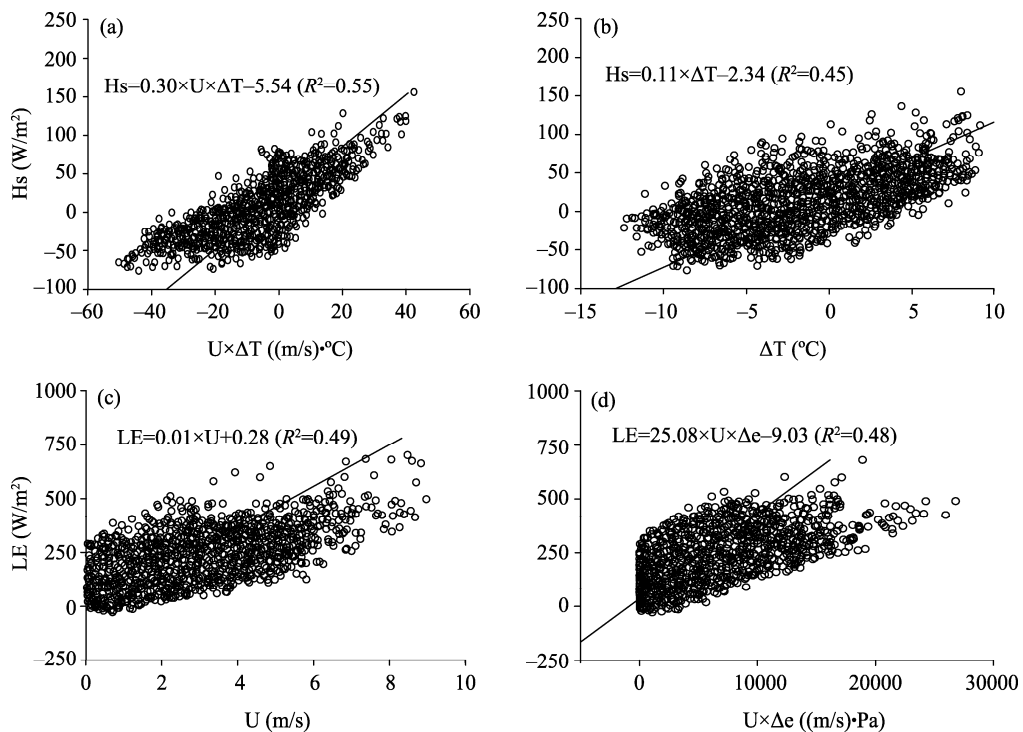 (a)
Hs=0.30×U×ΔT–5.54 (R²=0.55)
250
200
150
100
50
0
–50
–100
Hs (W/m²)
–60 –40 –20 0 20 40 60
U×ΔT ((m/s)•ºC)
(b)
Hs=0.11×ΔT–2.34 (R²=0.45)
250
200
150
100
50
0
–50
–100
–15 –10 –5 0 5 10
ΔT (ºC)
(c)
LE=0.01×U+0.28 (R²=0.49)
1000
750
500
250
0
–250
LE (W/m²)
0 2 4 6 8 10
U (m/s)
(d)
LE=25.08×U×Δe–9.03 (R²=0.48)
1000
750
500
250
0
–250
0 10000 20000 30000
U×Δe ((m/s)•Pa)